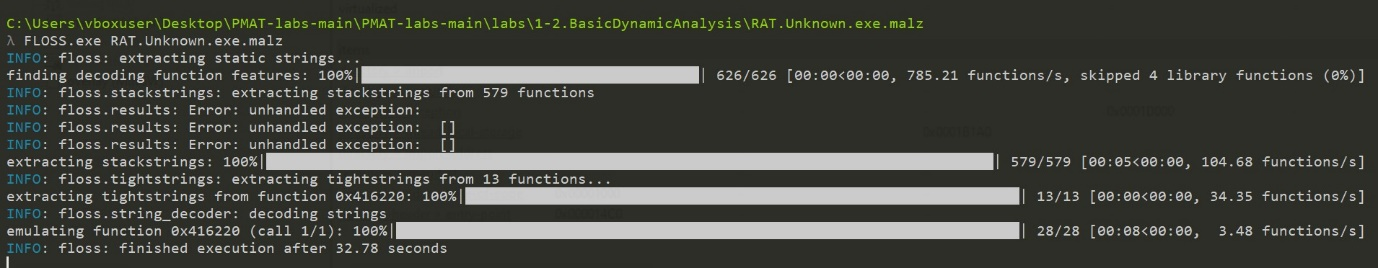 C:\Users\vboxuser\Desktop\PMAT-labs-main\PMAT-labs-main\labs\1-2.BasicDynamicAnalysis\RAT.Unknown.exe.malz
λ FLOSS.exe RAT.Unknown.exe.malz
INFO: floss: extracting static strings...
finding decoding function features: 100%| | 626/626 [00:00<00:00, 785.21 functions/s, skipped 4 library functions (0%)]
INFO: floss.stackstrings: extracting stackstrings from 579 functions
INFO: floss.results: Error: unhandled exception:
INFO: floss.results: Error: unhandled exception:  []
INFO: floss.results: Error: unhandled exception:  []
extracting stackstrings: 100%| | 579/579 [00:05<00:00, 104.68 functions/s]
INFO: floss.tightstrings: extracting tightstrings from 13 functions...
extracting tightstrings from function 0x416220: 100%| | 13/13 [00:00<00:00, 34.35 functions/s]
INFO: floss.string_decoder: decoding strings
emulating function 0x416220 (call 1/1): 100%| | 28/28 [00:08<00:00,  3.48 functions/s]
INFO: floss: finished execution after 32.78 seconds